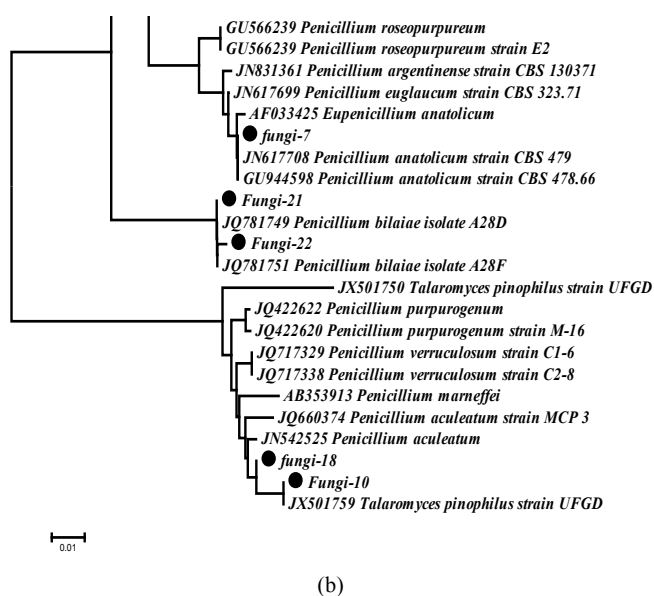 GU566239 Penicillium roseopurpureum
GU566239 Penicillium roseopurpureum strain E2
JN831361 Penicillium argentinense strain CBS 130371
JN617699 Penicillium euglaucum strain CBS 323.71
AF033425 Eupenicillium anatolicum
fungi-7
JN617708 Penicillium anatolicum strain CBS 479
GU944598 Penicillium anatolicum strain CBS 478.66
Fungi-21
JQ781749 Penicillium bilaiae isolate A28D
Fungi-22
JQ781751 Penicillium bilaiae isolate A28F
JX501750 Talaromyces pinophilus strain UFGD
JQ422622 Penicillium purpurogenum
JQ422620 Penicillium purpurogenum strain M-16
JQ717329 Penicillium verruculosum strain C1-6
JQ717338 Penicillium verruculosum strain C2-8
AB353913 Penicillium marneffei
JQ660374 Penicillium aculeatum strain MCP 3
JN542525 Penicillium aculeatum
fungi-18
Fungi-10
JX501759 Talaromyces pinophilus strain UFGD
0.01
(b)